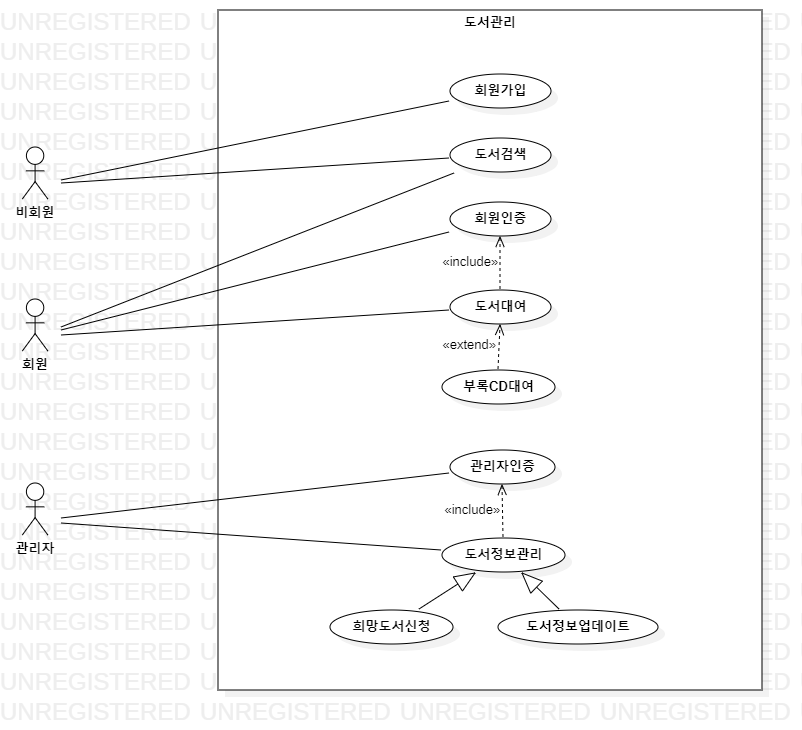 도서관리
회원가입
도서검색
비회원
회원인증
«include»
도서대여
회원
«extend»
부록CD대여
관리자인증
«include»
관리자
도서정보관리
희망도서신청
도서정보업데이트
UNREGISTERED UNREGISTERED UNREGISTERED UNREGISTERED